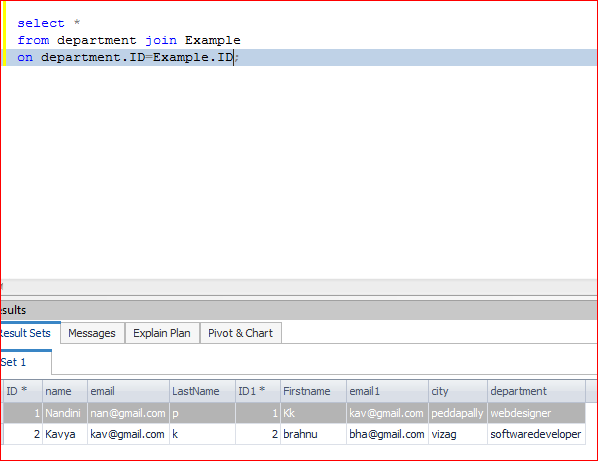 select *
from department join Example
on department.ID=Example.ID;
esults
Result Sets Messages Explain Plan Pivot & Chart
Set 1
ID * name email LastName ID1 * Firstname email1 city department
1 Nandini nan@gmail.com p 1 Kk kav@gmail.com peddapally webdesigner
2 Kavya kav@gmail.com k 2 brahnu bha@gmail.com vizag softwaredeveloper